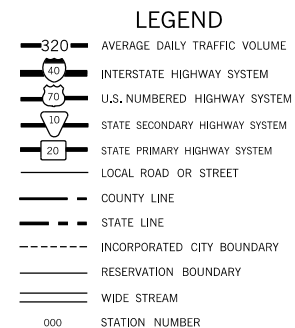 LEGEND
320 AVERAGE DAILY TRAFFIC VOLUME
40 INTERSTATE HIGHWAY SYSTEM
70 U.S. NUMBERED HIGHWAY SYSTEM
10 STATE SECONDARY HIGHWAY SYSTEM
20 STATE PRIMARY HIGHWAY SYSTEM
LOCAL ROAD OR STREET
COUNTY LINE
STATE LINE
INCORPORATED CITY BOUNDARY
RESERVATION BOUNDARY
WIDE STREAM
000 STATION NUMBER